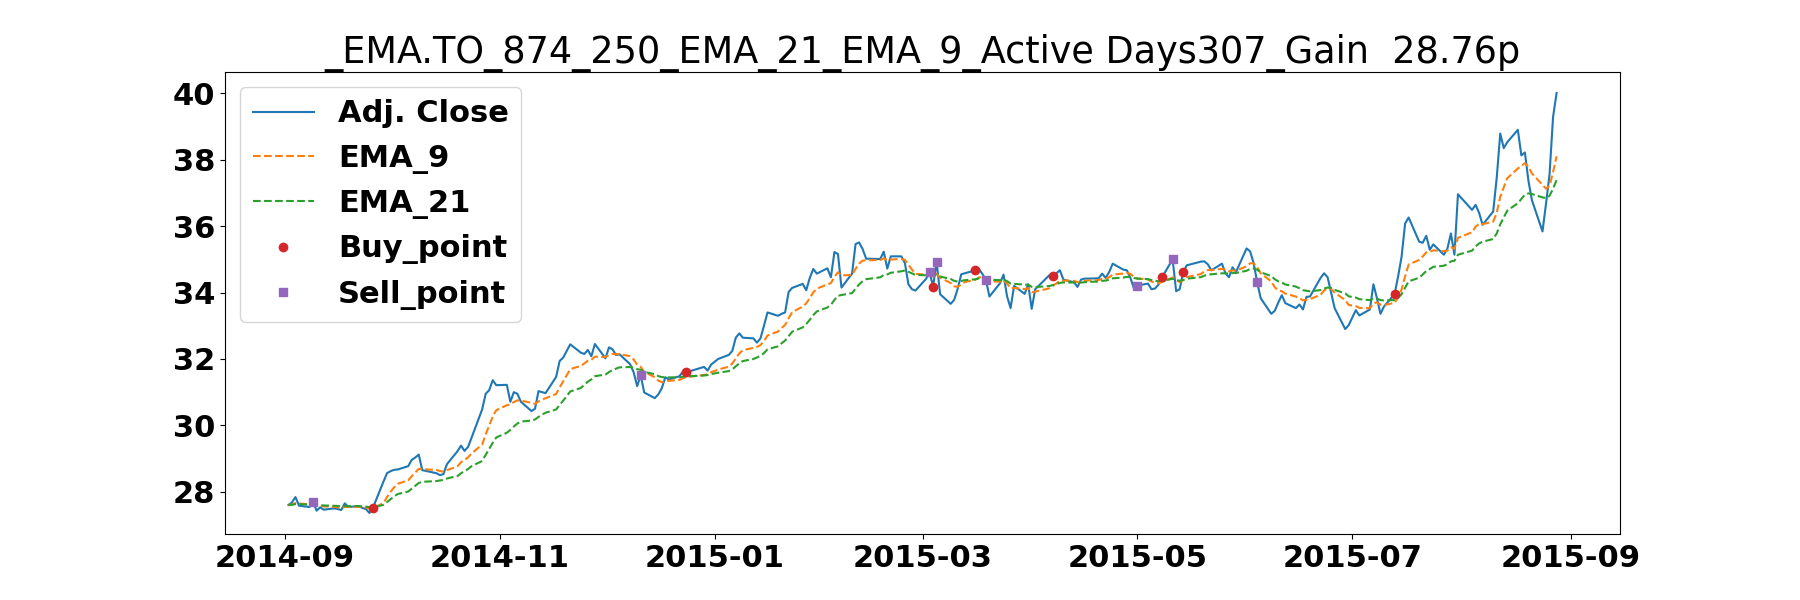 _EMA.TO_874_250_EMA_21_EMA_9_Active Days307_Gain  28.76p
40
38
36
34
32
30
28
Adj. Close
EMA_9
EMA_21
Buy_point
Sell_point
2014-09 2014-11 2015-01 2015-03 2015-05 2015-07 2015-09